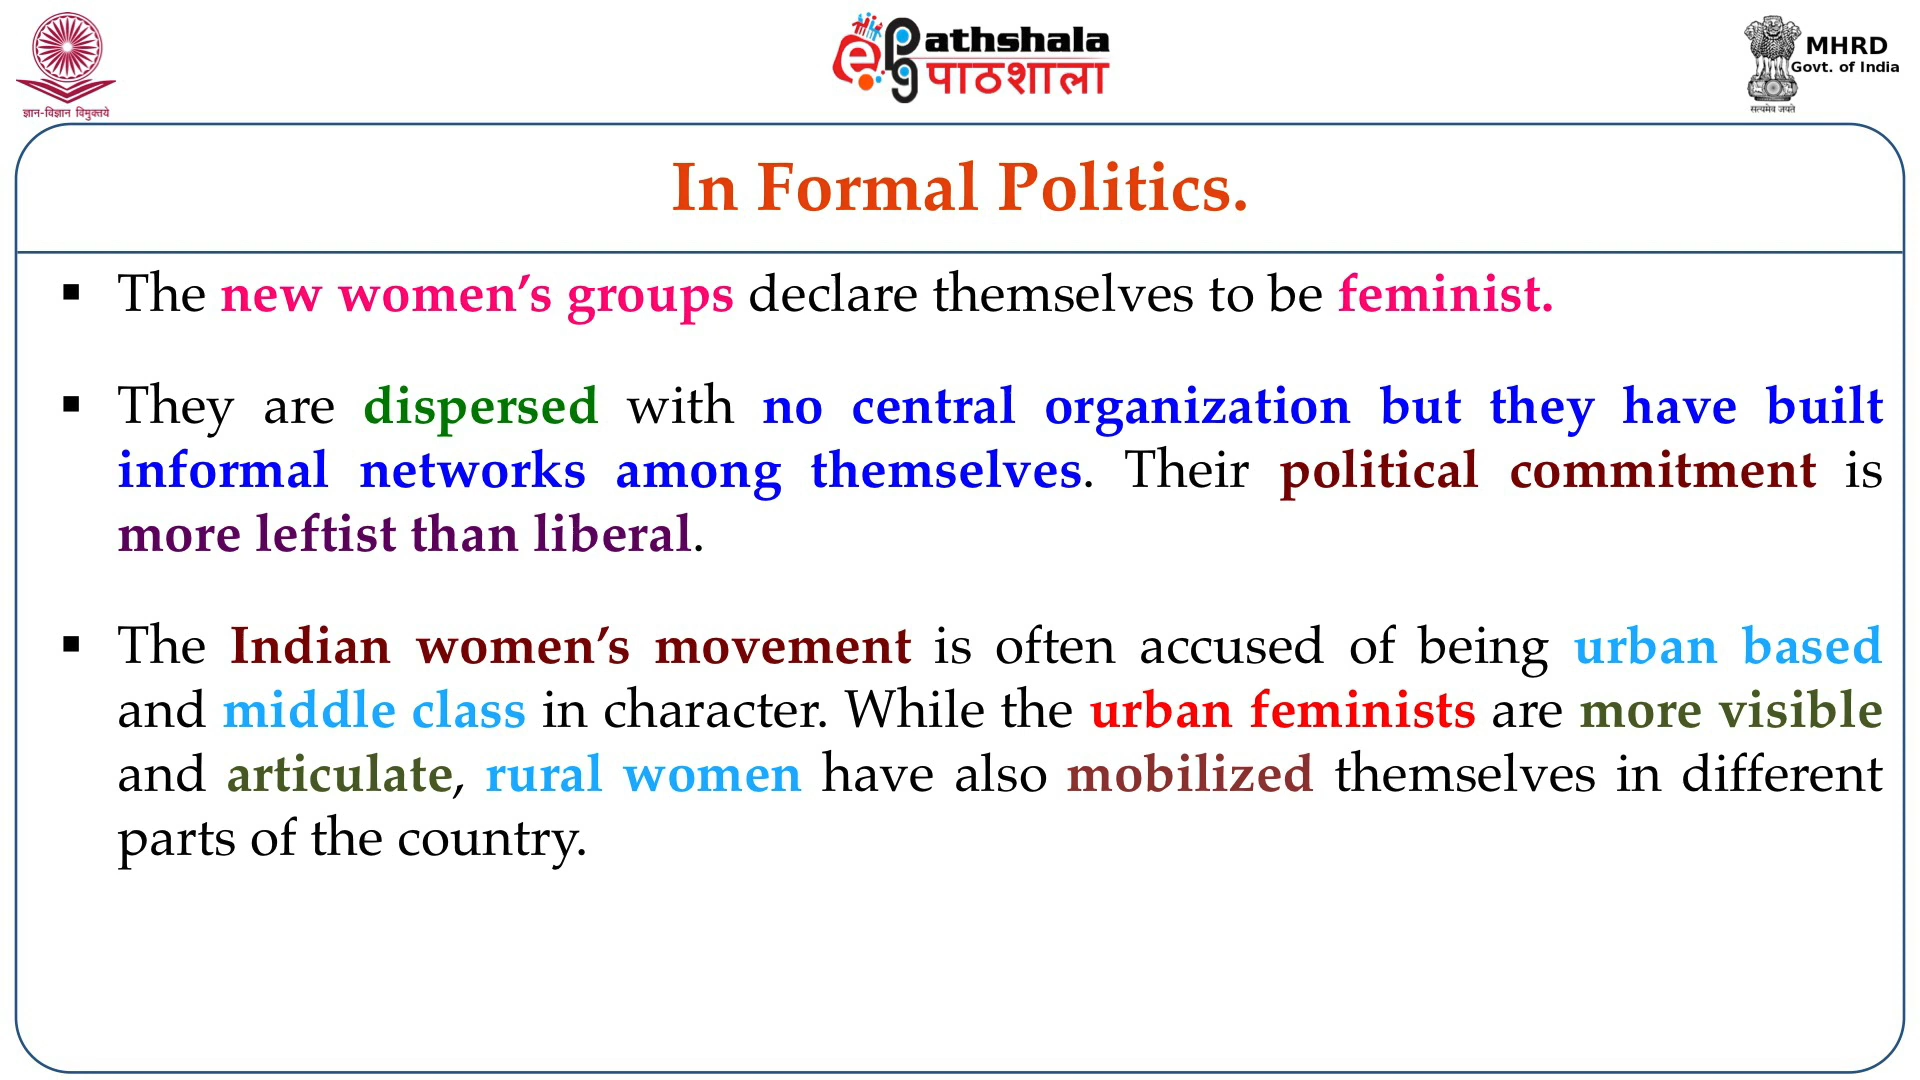 ज्ञान-विज्ञान विमुक्तये
e Pg athshala
पाठशाला
सत्यमेव जयते
MHRD
Govt. of India
In Formal Politics.
▪ The new women’s groups declare themselves to be feminist.
▪ They are dispersed with no central organization but they have built
informal networks among themselves. Their political commitment is
more leftist than liberal.
▪ The Indian women’s movement is often accused of being urban based
and middle class in character. While the urban feminists are more visible
and articulate, rural women have also mobilized themselves in different
parts of the country.